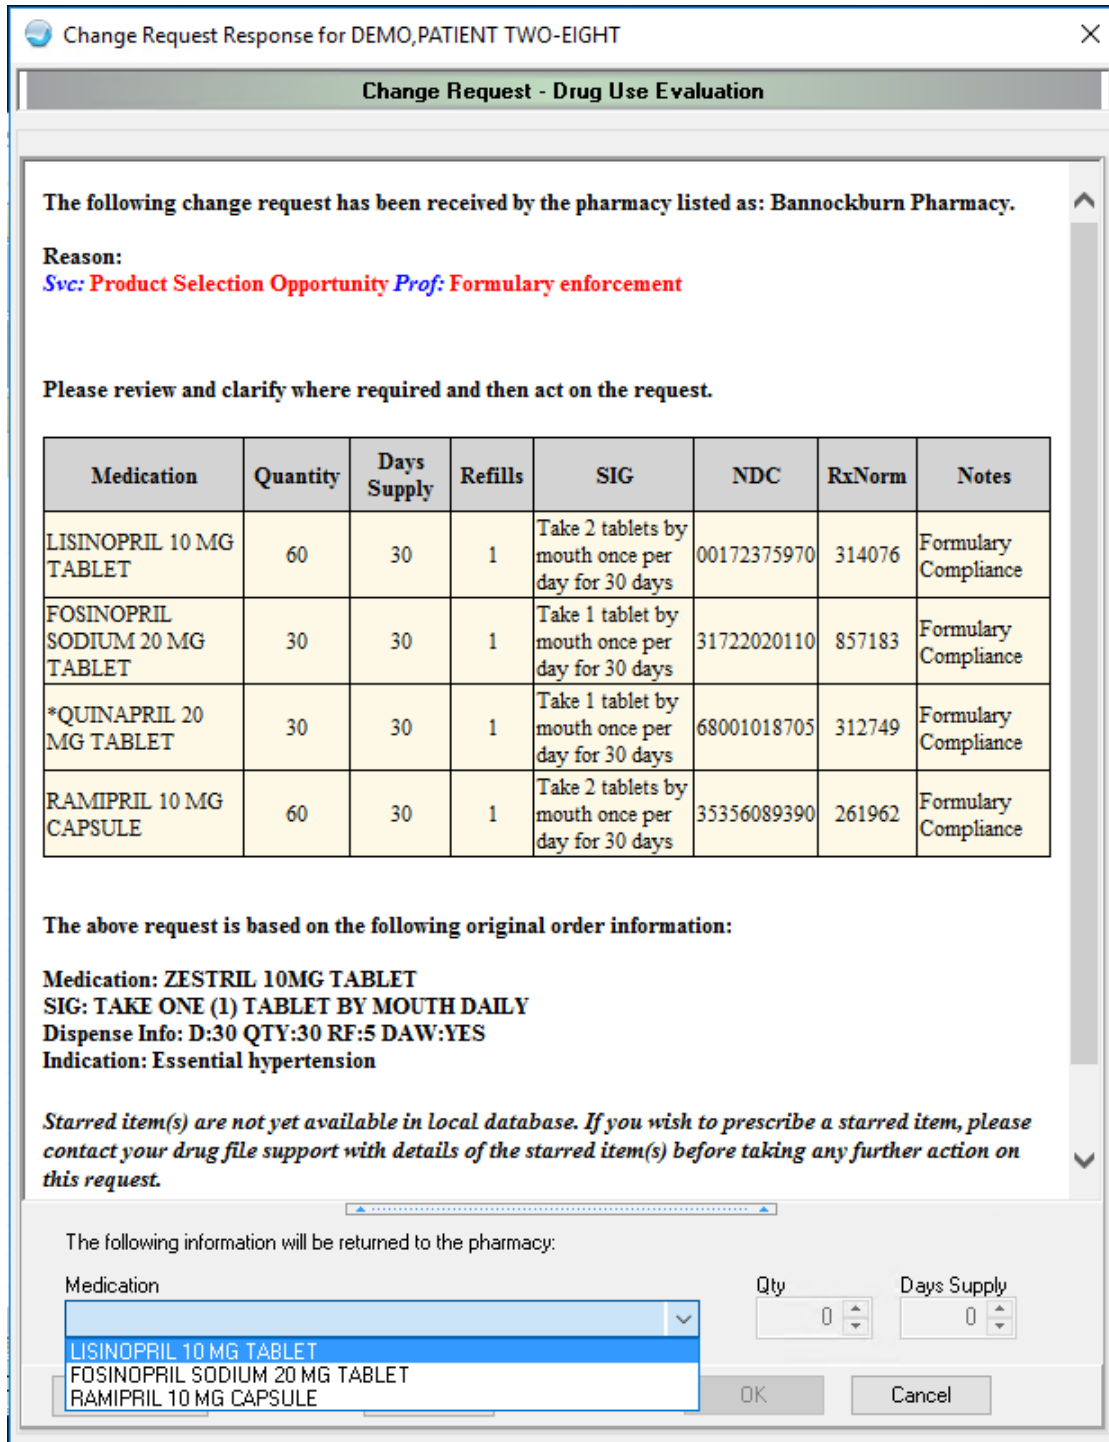 Change Request Response for DEMO,PATIENT TWO-EIGHT
Change Request - Drug Use Evaluation
The following change request has been received by the pharmacy listed as: Bannockburn Pharmacy.
Reason:
Svc: Product Selection Opportunity Prof: Formulary enforcement
Please review and clarify where required and then act on the request.
Medication Quantity Days Supply Refills SIG NDC RxNorm Notes
LISINOPRIL 10 MG TABLET 60 30 1 Take 2 tablets by mouth once per day for 30 days 00172375970 314076 Formulary Compliance
FOSINOPRIL SODIUM 20 MG TABLET 30 30 1 Take 1 tablet by mouth once per day for 30 days 31722020110 857183 Formulary Compliance
*QUINAPRIL 20 MG TABLET 30 30 1 Take 1 tablet by mouth once per day for 30 days 68001018705 312749 Formulary Compliance
RAMIPRIL 10 MG CAPSULE 60 30 1 Take 2 tablets by mouth once per day for 30 days 35356089390 261962 Formulary Compliance
The above request is based on the following original order information:
Medication: ZESTRIL 10MG TABLET
SIG: TAKE ONE (1) TABLET BY MOUTH DAILY
Dispense Info: D:30 QTY:30 RF:5 DAW:YES
Indication: Essential hypertension
Starred item(s) are not yet available in local database. If you wish to prescribe a starred item, please
contact your drug file support with details of the starred item(s) before taking any further action on
this request.
The following information will be returned to the pharmacy:
Medication Qty Days Supply
0 0
LISINOPRIL 10 MG TABLET
FOSINOPRIL SODIUM 20 MG TABLET
RAMIPRIL 10 MG CAPSULE
OK Cancel